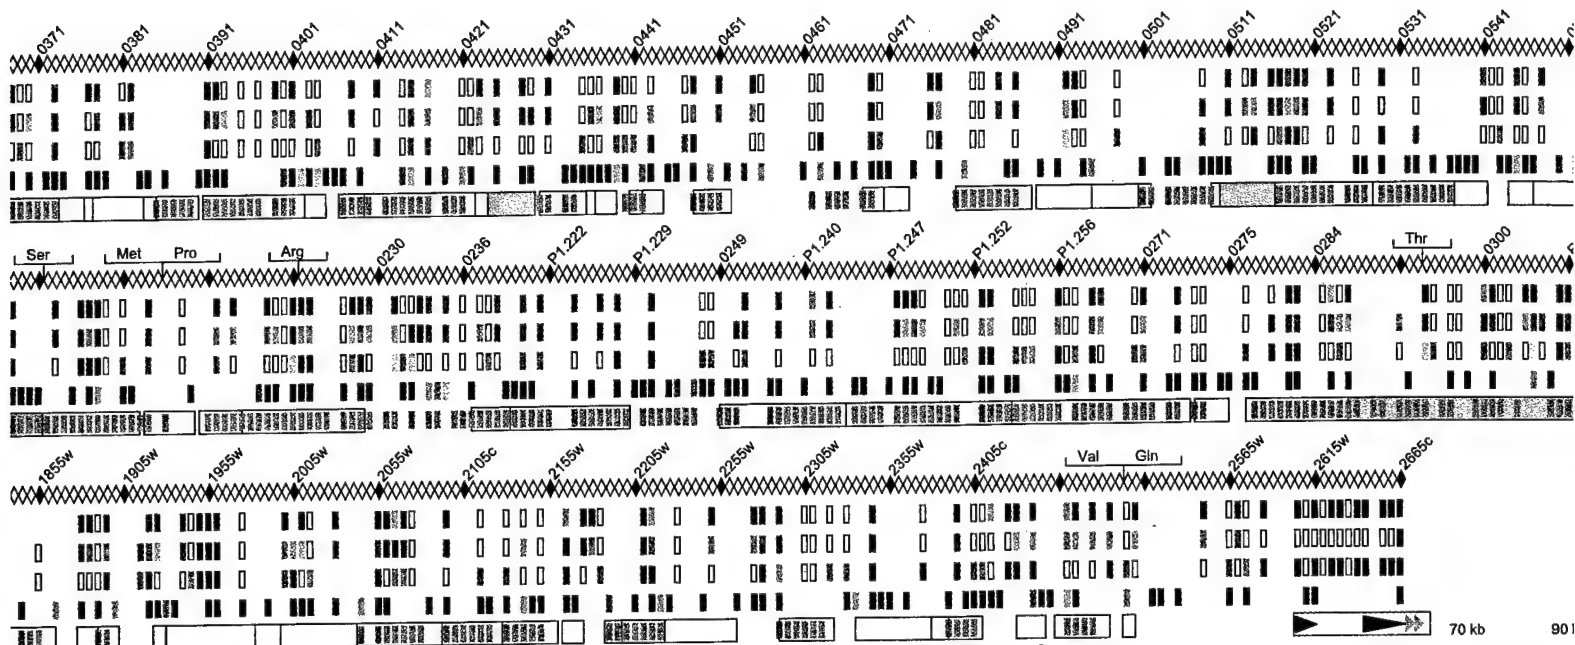 0371 0381 0391 0401 0411 0421 0431 0441 0451 0461 0471 0481 0491 0501 0511 0521 0531 0541
Ser Met Pro Arg 0230 0236 P1.222 P1.229 0249 P1.240 P1.247 P1.252 P1.256 0271 0275 0284 Thr 0300
1855w 1905w 1955w 2005w 2055w 2105c 2155w 2205w 2255w 2305w 2355w 2405c Val Gln 2565w 2615w 2665c
70 kb 90